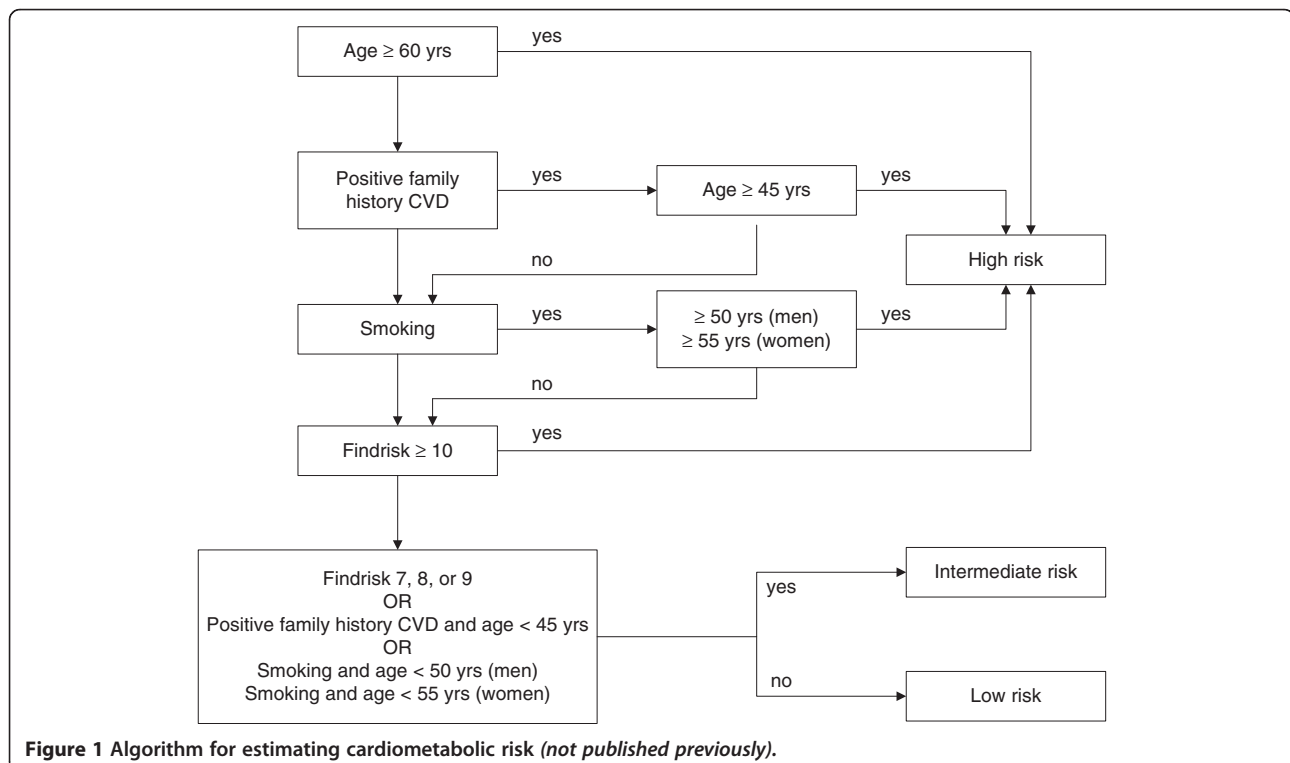 Age ≥ 60 yrs
yes
Positive family
history CVD
yes
Age ≥ 45 yrs
yes
High risk
no
Smoking
yes
≥ 50 yrs (men)
≥ 55 yrs (women)
yes
no
Findrisk ≥ 10
yes
Findrisk 7, 8, or 9
OR
Positive family history CVD and age < 45 yrs
OR
Smoking and age < 50 yrs (men)
Smoking and age < 55 yrs (women)
yes
Intermediate risk
no
Low risk
Figure 1 Algorithm for estimating cardiometabolic risk (not published previously).